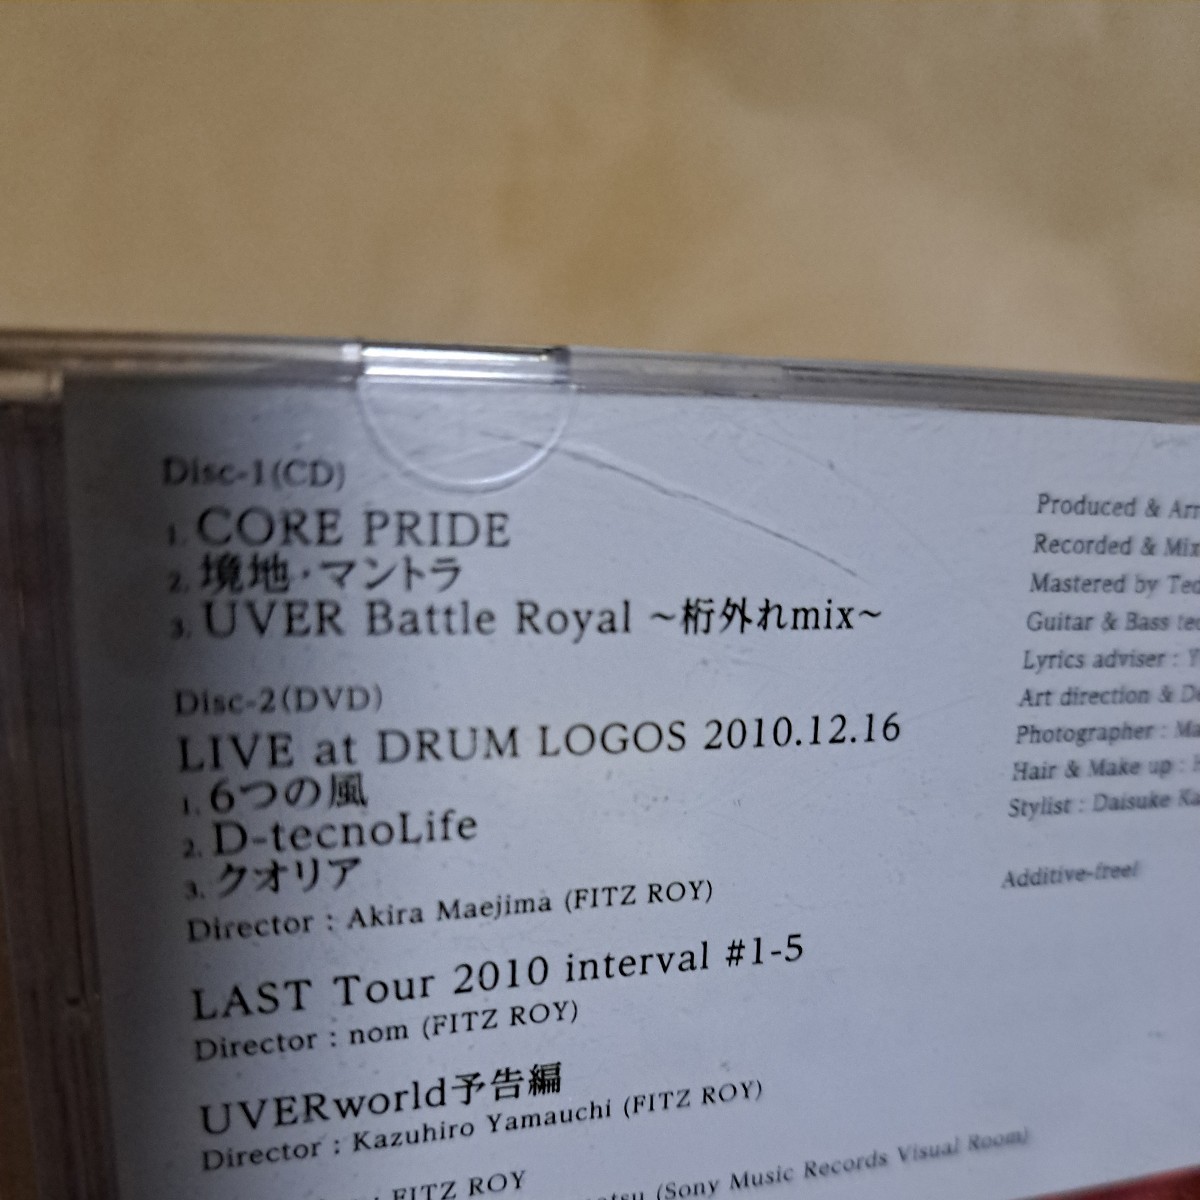 Disc-1(CD)
1. CORE PRIDE
2. 境地・マントラ
3. UVER Battle Royal ~桁外れmix~
Disc-2(DVD)
LIVE at DRUM LOGOS 2010.12.16
1. 6つの風
2. D-tecnoLife
3. クオリア
Director : Akira Maejima (FITZ ROY)
LAST Tour 2010 interval #1-5
Director : nom (FITZ ROY)
UVERworld予告編
Director : Kazuhiro Yamauchi (FITZ ROY)
: FITZ ROY
(Sony Music Records Visual Room)
Produced &
Recorded & Mix
Mastered by
Guitar & Bass
Lyrics adviser :
Art direction &
Photographer :
Hair & Make up :
Stylist : Daisuke
Additive-free!